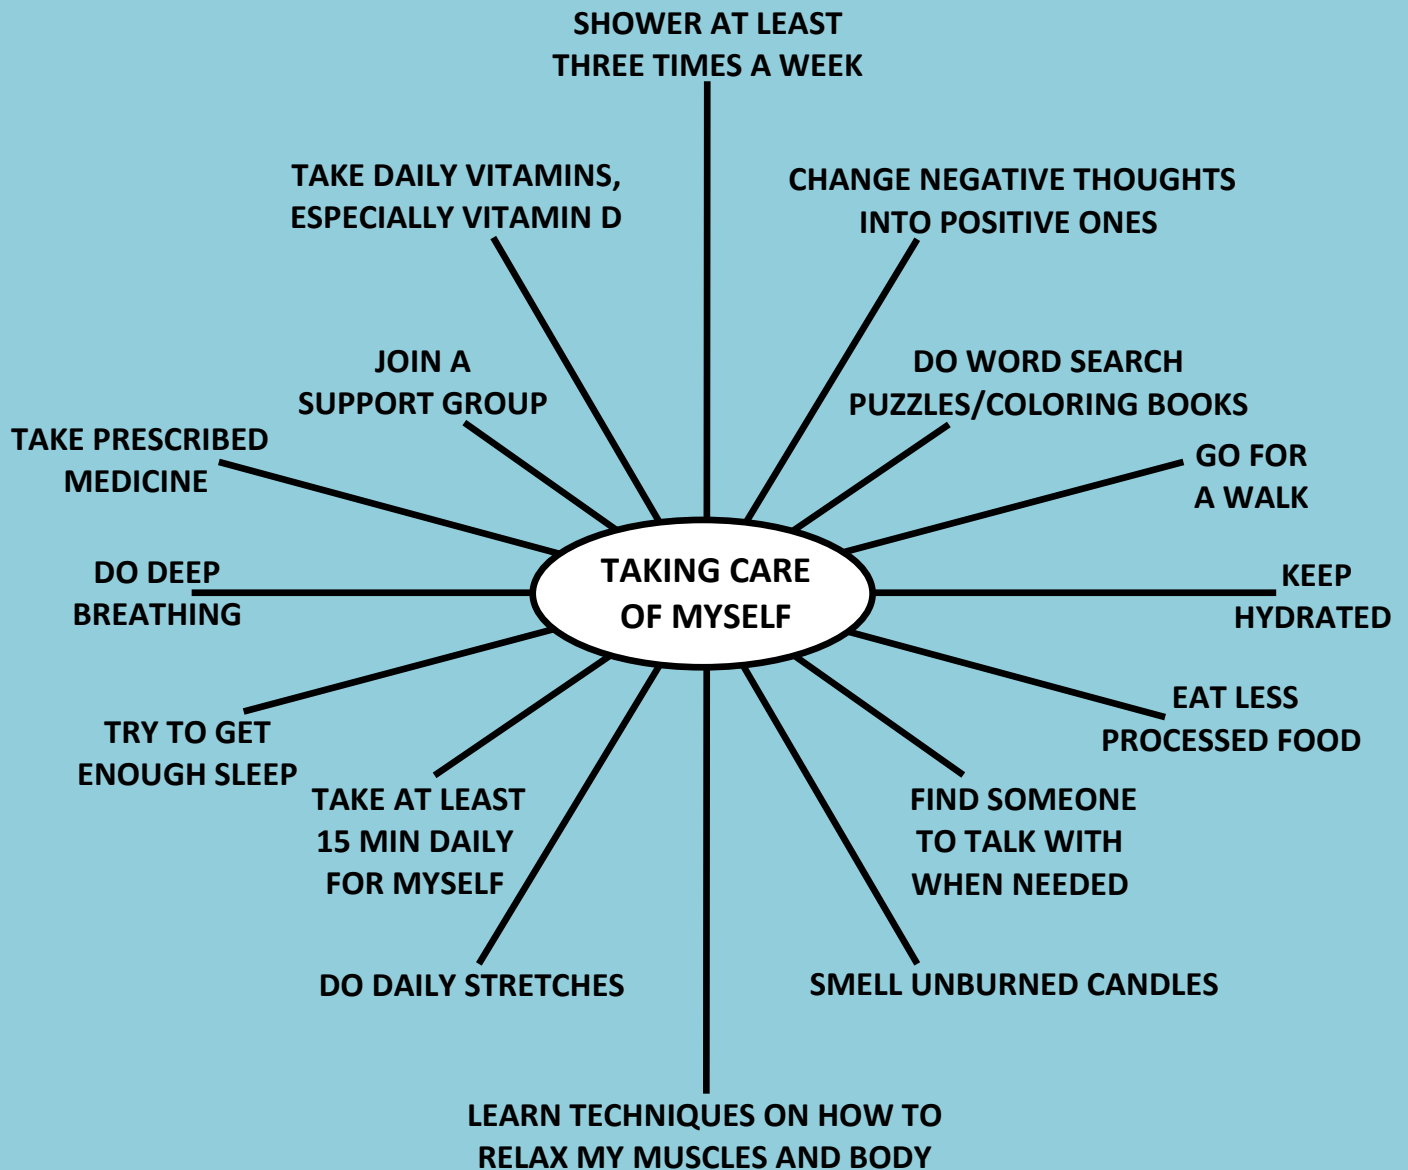 SHOWER AT LEAST
THREE TIMES A WEEK
TAKE DAILY VITAMINS,
ESPECIALLY VITAMIN D
CHANGE NEGATIVE THOUGHTS
INTO POSITIVE ONES
JOIN A
SUPPORT GROUP
DO WORD SEARCH
PUZZLES/COLORING BOOKS
TAKE PRESCRIBED
MEDICINE
GO FOR
A WALK
DO DEEP
BREATHING
TAKING CARE
OF MYSELF
KEEP
HYDRATED
TRY TO GET
ENOUGH SLEEP
EAT LESS
PROCESSED FOOD
TAKE AT LEAST
15 MIN DAILY
FOR MYSELF
FIND SOMEONE
TO TALK WITH
WHEN NEEDED
DO DAILY STRETCHES
SMELL UNBURNED CANDLES
LEARN TECHNIQUES ON HOW TO
RELAX MY MUSCLES AND BODY